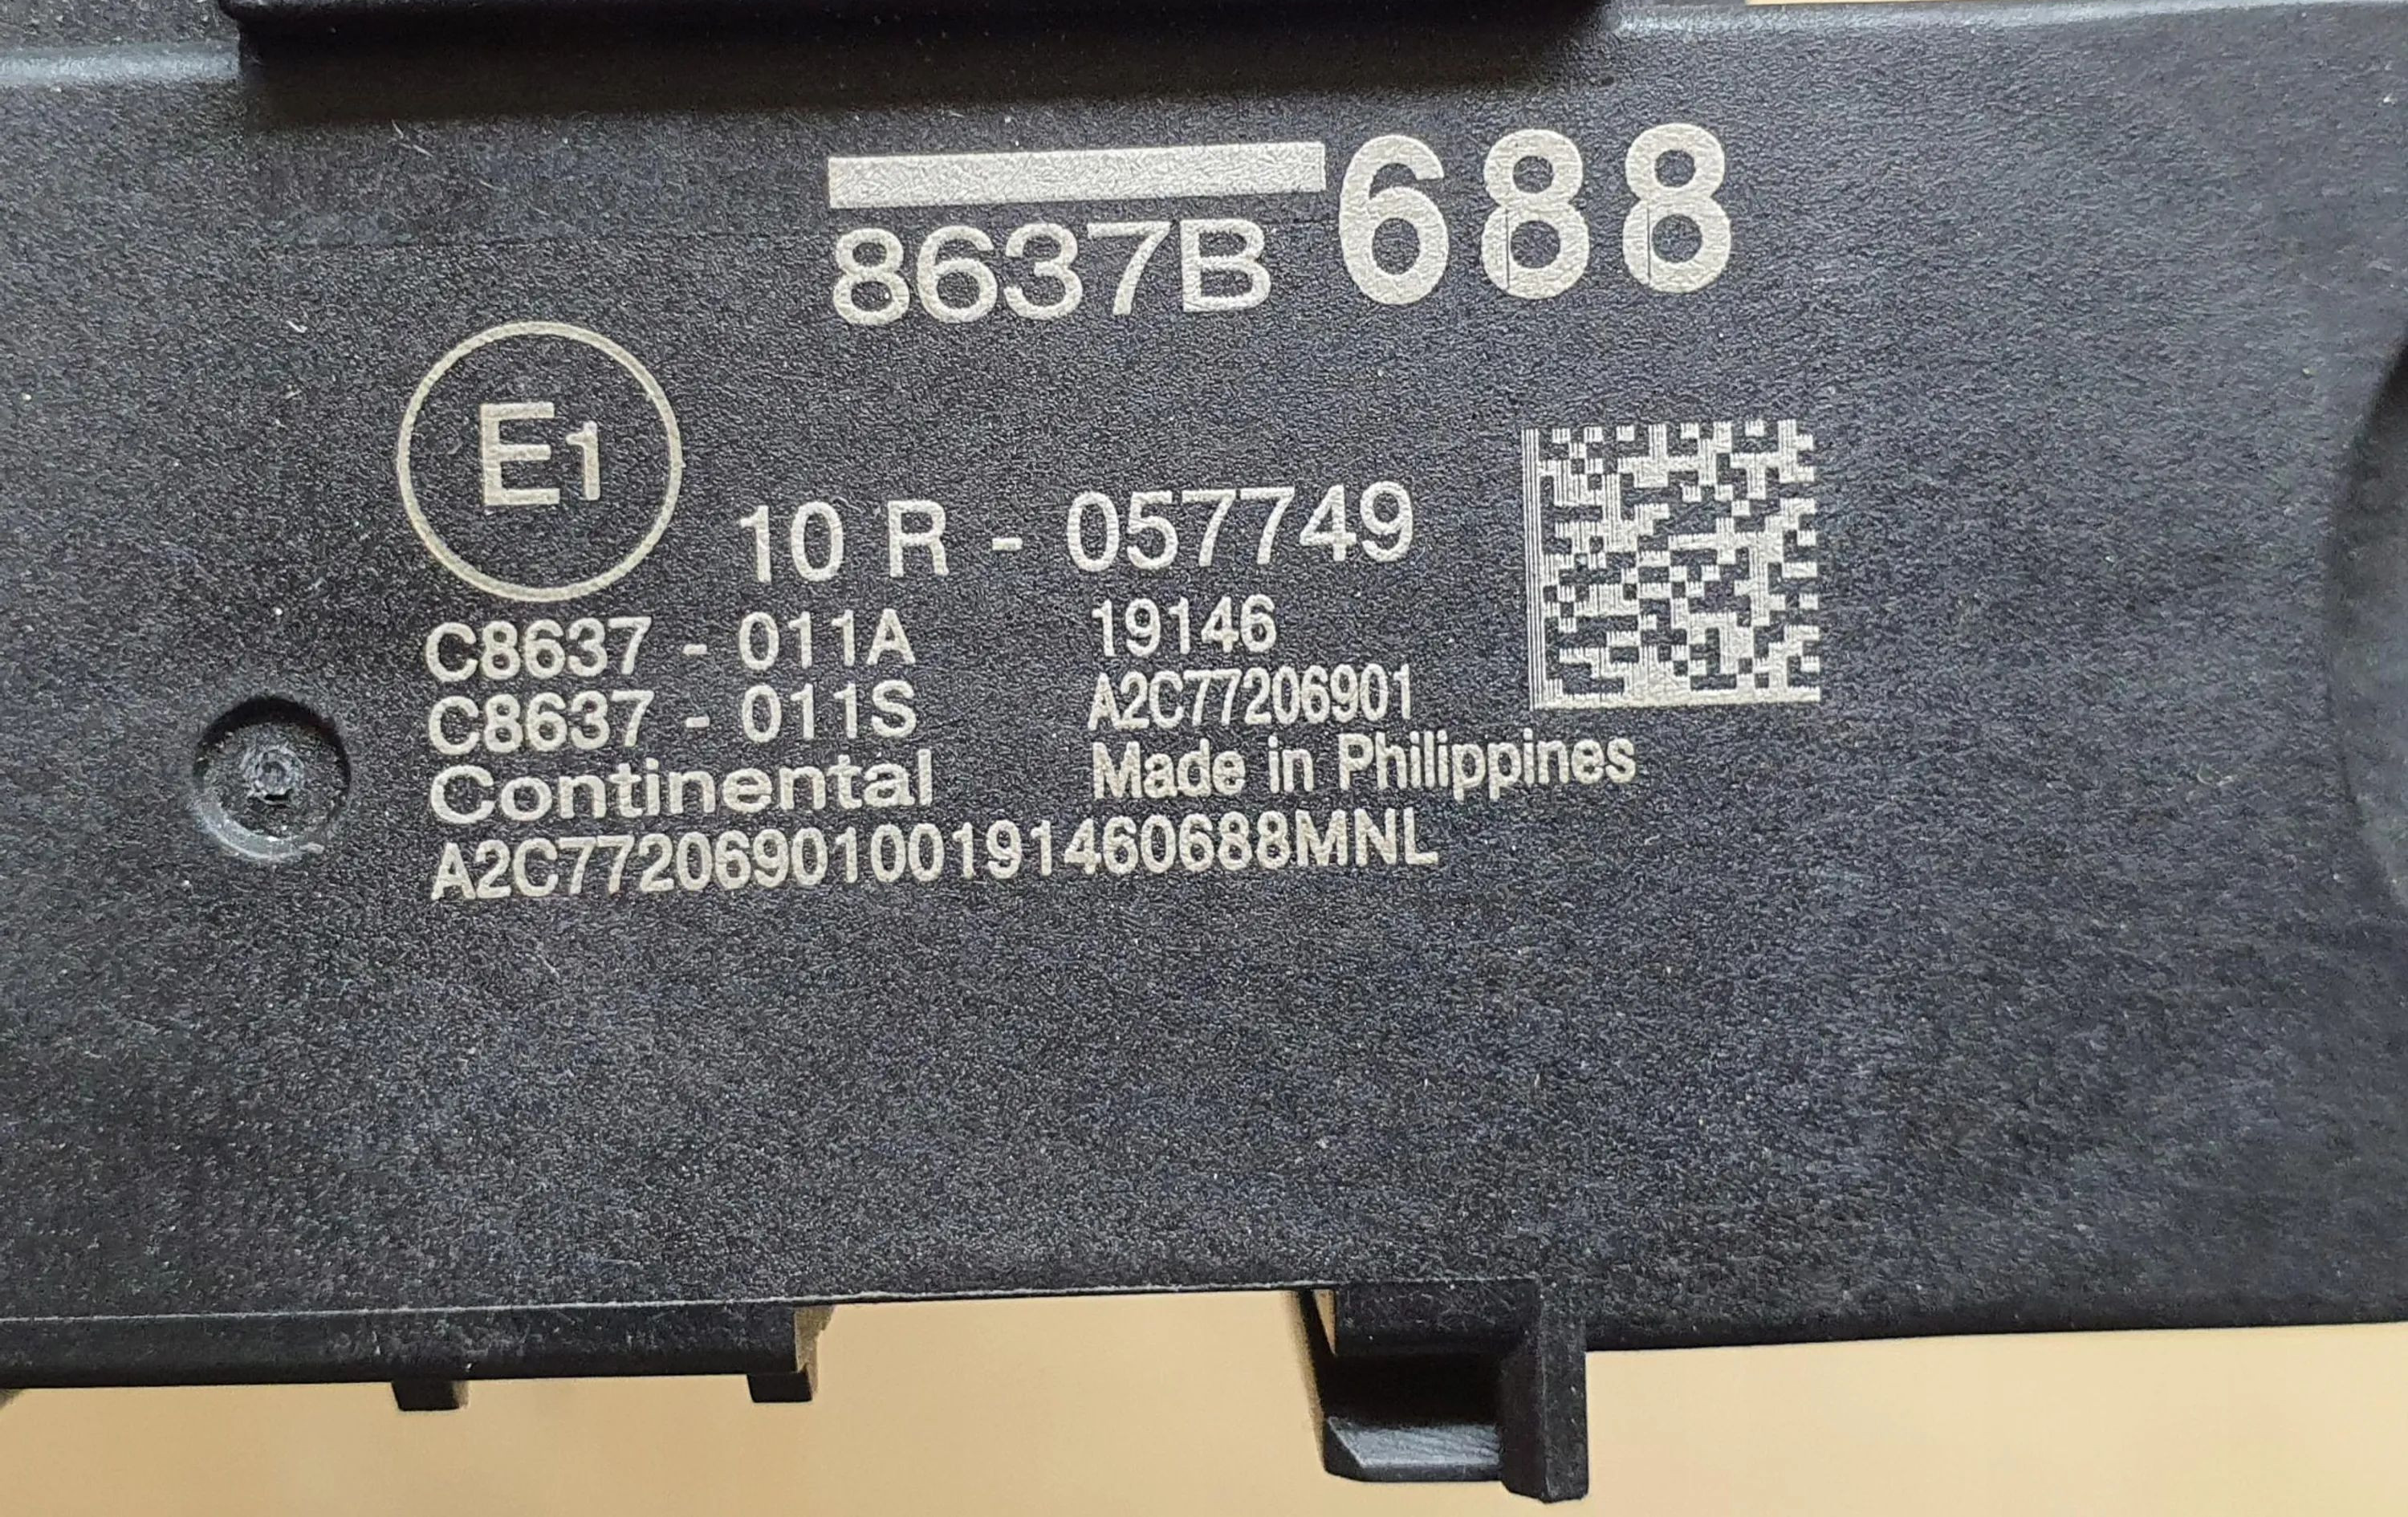 8637B 688
E1
10 R - 057749
C8637 - 011A 19146
C8637 - 011S A2C77206901
Continental Made in Philippines
A2C7720690100191460688MNL